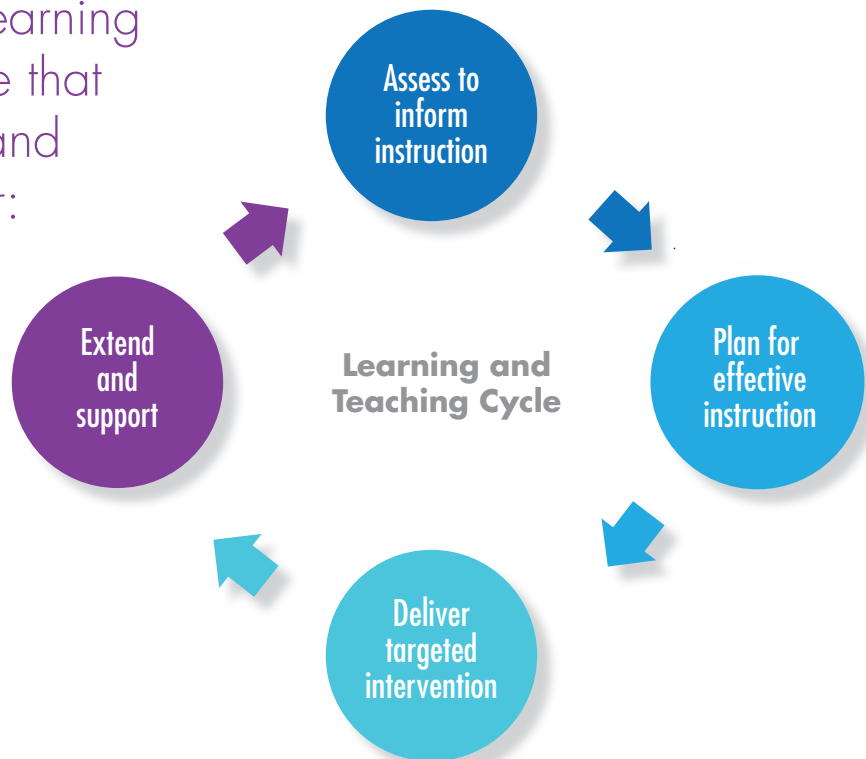 earning
e that
and
:
Assess to
inform
instruction
Extend
and
support
Learning and
Teaching Cycle
Plan for
effective
instruction
Deliver
targeted
intervention